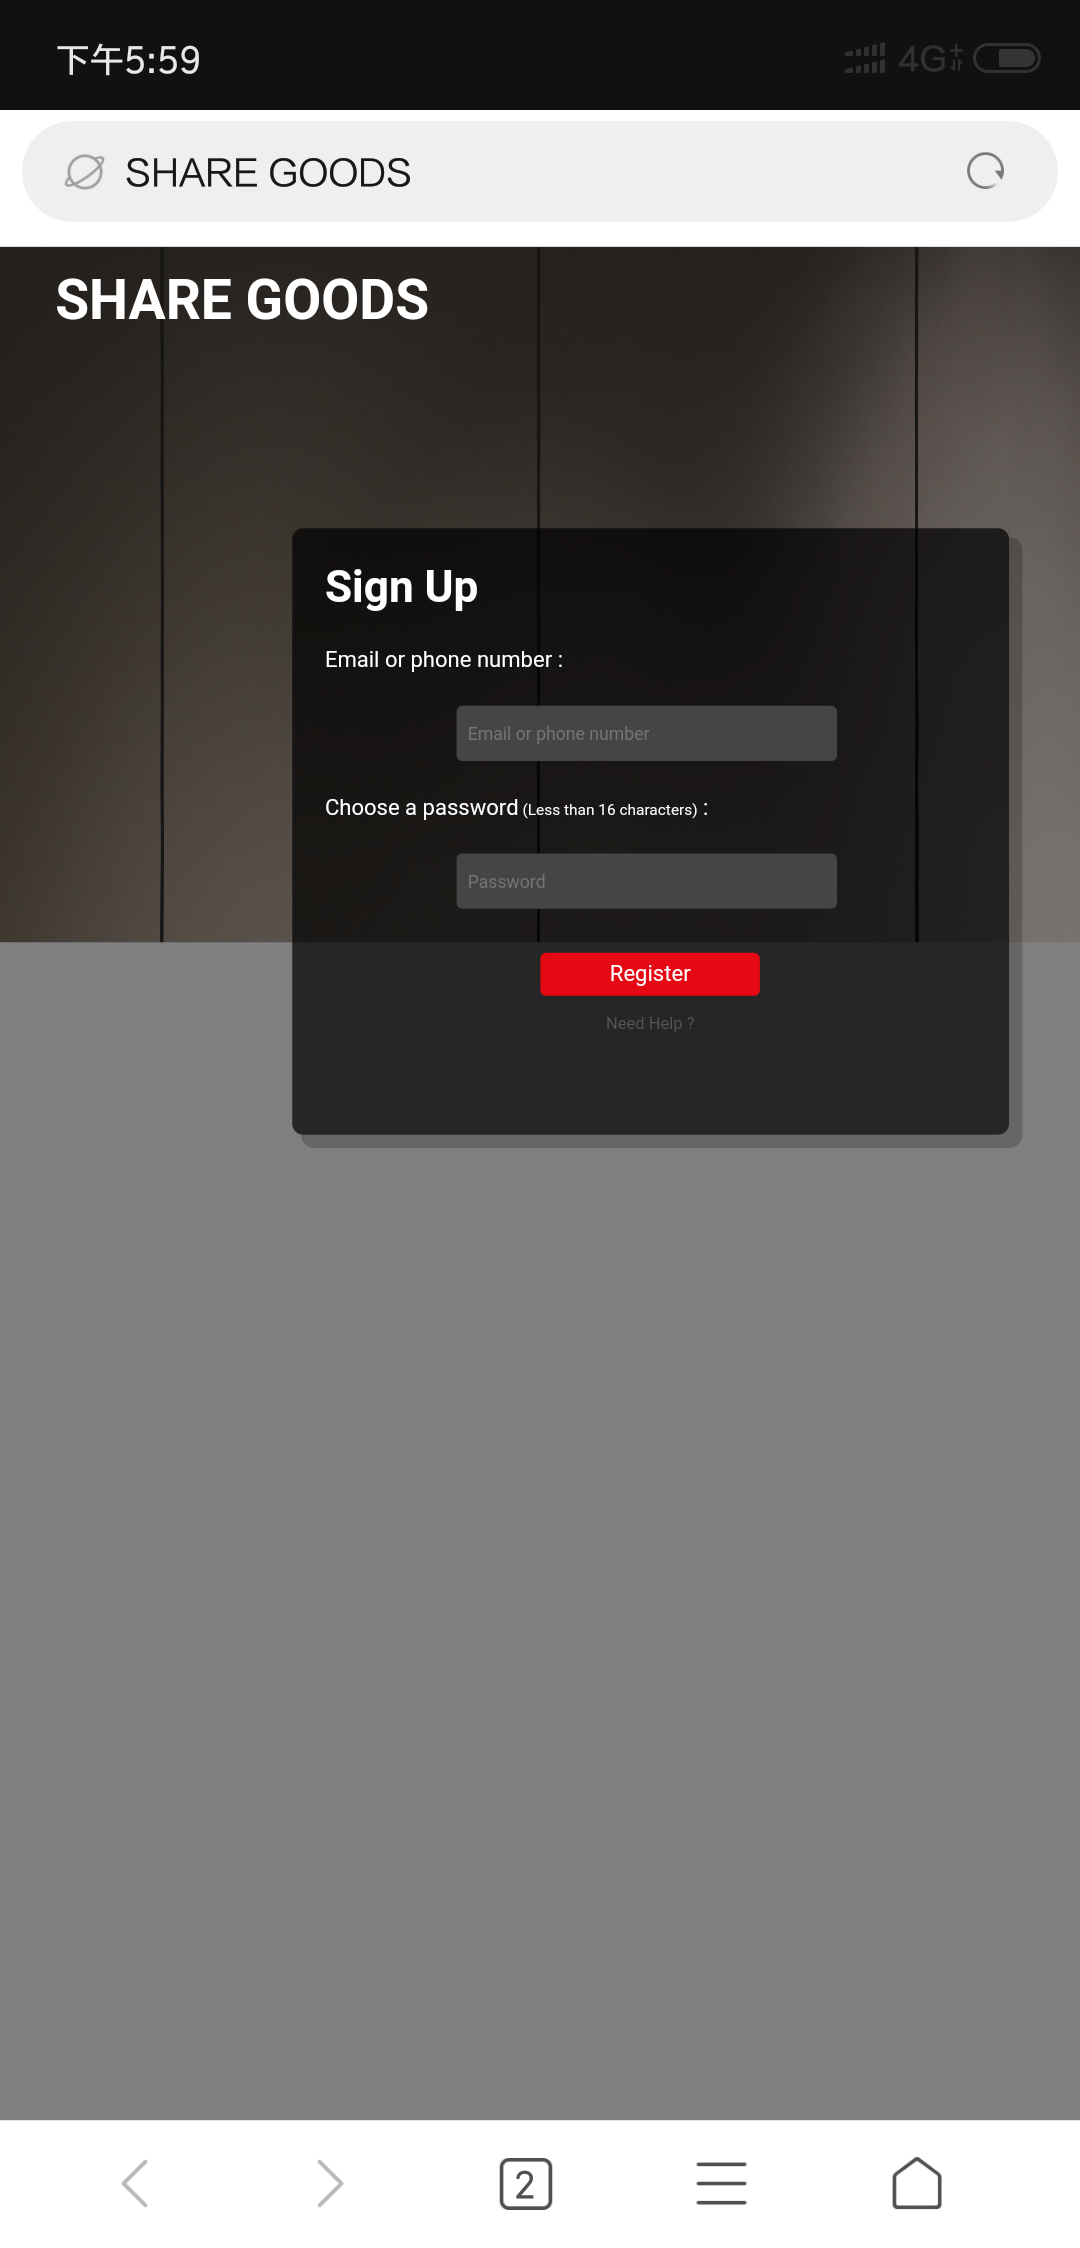 下午5:59
4G
SHARE GOODS
SHARE GOODS
Sign Up
Email or phone number :
Email or phone number
Choose a password (Less than 16 characters) :
Password
Register
Need Help ?
2